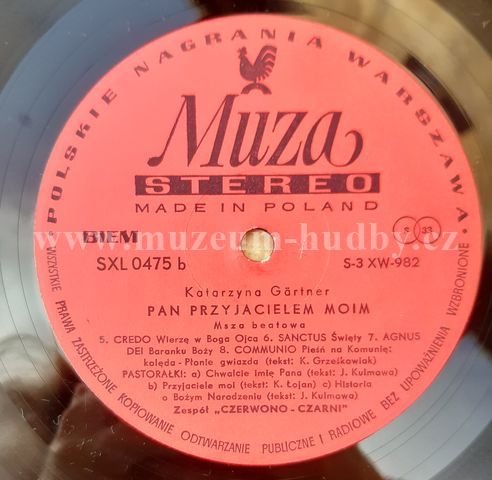 POLSKIE NAGRANIA WARSZAWA
Muza
STEREO
MADE IN POLAND
BIEM
33
www.muzeum-hudby.cz
SXL 0475 b
S-3 XW-982
Katarzyna Gärtner
PAN PRZYJACIELEM MOIM
Msza beatowa
5. CREDO Wierzę w Boga Ojca 6. SANCTUS Święty 7. AGNUS
DEI Baranku Boży 8. COMMUNIO Pieśń na Komunię:
kolęda - Płonie gwiazda (tekst: K. Grześkowiak)
PASTORAŁKI: a) Chwalcie imię Pana (tekst: J. Kulmowa)
b) Przyjaciele moi (tekst: K. Łojan) c) Historia
o Bożym Narodzeniu (tekst: J. Kulmowa)
Zespół „CZERWONO-CZARNI"
WSZYSTKIE PRAWA ZASTRZEŻONE KOPIOWANIE ODTWARZANIE PUBLICZNE I RADIOWE BEZ UPOWAŻNIENIA WZBRONIONE